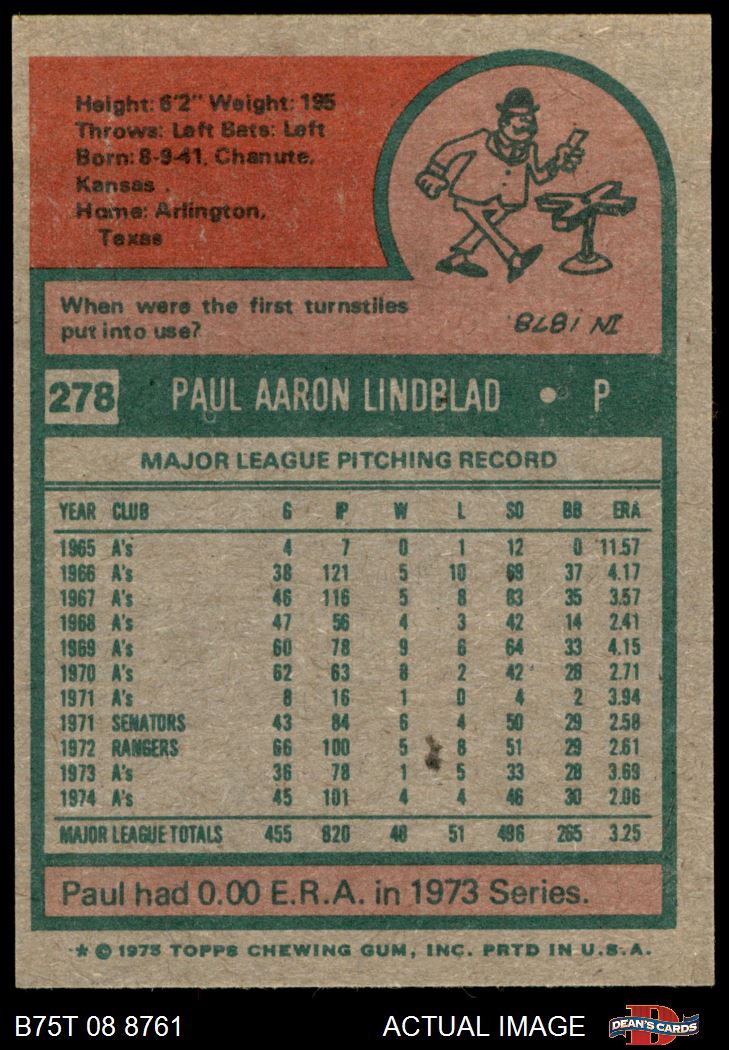 Height: 6'2" Weight: 195
Throws: Left Bats: Left
Born: 8-9-41, Chanute,
Kansas .
Home: Arlington,
Texas
When were the first turnstiles
put into use?
IN 1878.
278 PAUL AARON LINDBLAD • P
MAJOR LEAGUE PITCHING RECORD
YEAR CLUB G IP W L SO BB ERA
1965 A's 4 7 0 1 12 0 11.57
1966 A's 38 121 5 10 69 37 4.17
1967 A's 46 116 5 8 83 35 3.57
1968 A's 47 56 4 3 42 14 2.41
1969 A's 60 78 9 6 64 33 4.15
1970 A's 62 63 8 2 42 28 2.71
1971 A's 8 16 1 0 4 2 3.94
1971 SENATORS 43 84 6 4 50 29 2.58
1972 RANGERS 66 100 5 8 51 29 2.61
1973 A's 36 78 1 5 33 28 3.69
1974 A's 45 101 4 4 46 30 2.06
MAJOR LEAGUE TOTALS 455 820 48 51 496 265 3.25
Paul had 0.00 E.R.A. in 1973 Series.
* © 1975 TOPPS CHEWING GUM, INC. PRTD IN U.S.A.
B75T 08 8761 ACTUAL IMAGE DEAN'S CARDS